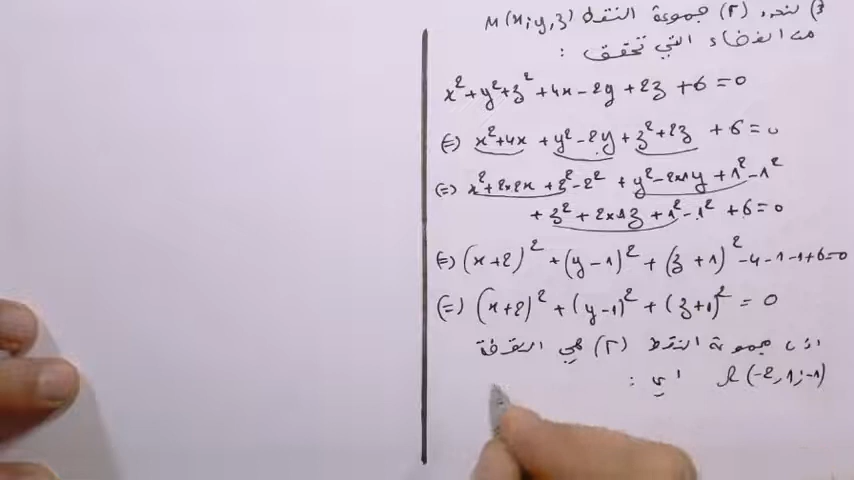 3) لنحدد (Γ) مجموعة النقط M(x;y,z)
من الفضاء التي تحقق :
x²+y²+z²+4x-2y+2z+6=0
(=) x²+4x+y²-2y+z²+2z+6=0
(=) x²+2×2x+2²-2²+y²-2×1y+1²-1²
+z²+2×1z+1²-1²+6=0
(=) (x+2)²+(y-1)²+(z+1)²-4-1-1+6=0
(=) (x+2)²+(y-1)²+(z+1)²=0
اذن مجموعة النقط (Γ) هي النقطة
Ω(-2,1;-1) اي :